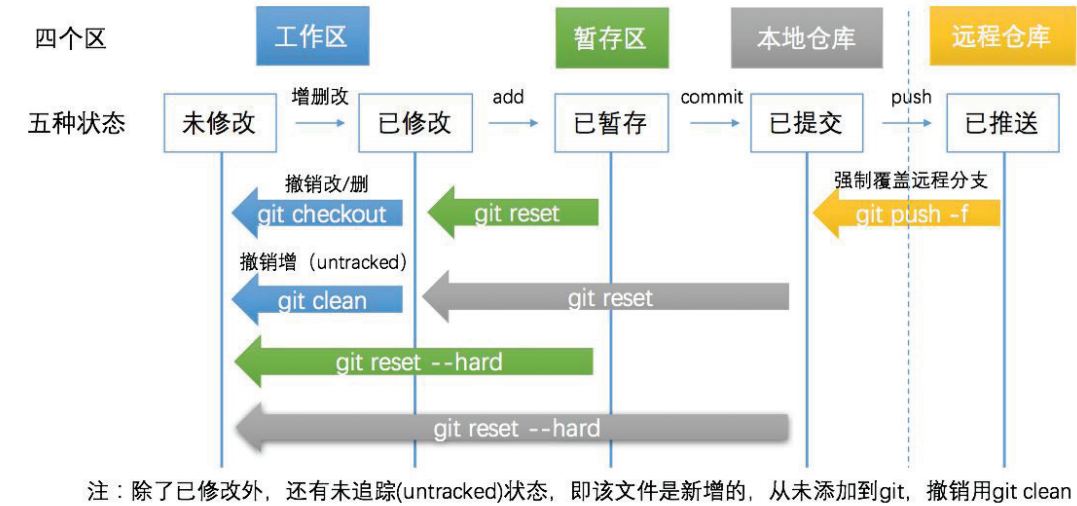 四个区 工作区 暂存区 本地仓库 远程仓库
增删改 add commit push
五种状态 未修改 已修改 已暂存 已提交 已推送
撤销改/删 强制覆盖远程分支
git checkout git reset git push -f
撤销增（untracked）
git clean git reset
git reset --hard
git reset --hard
注：除了已修改外，还有未追踪(untracked)状态，即该文件是新增的，从未添加到git，撤销用git clean